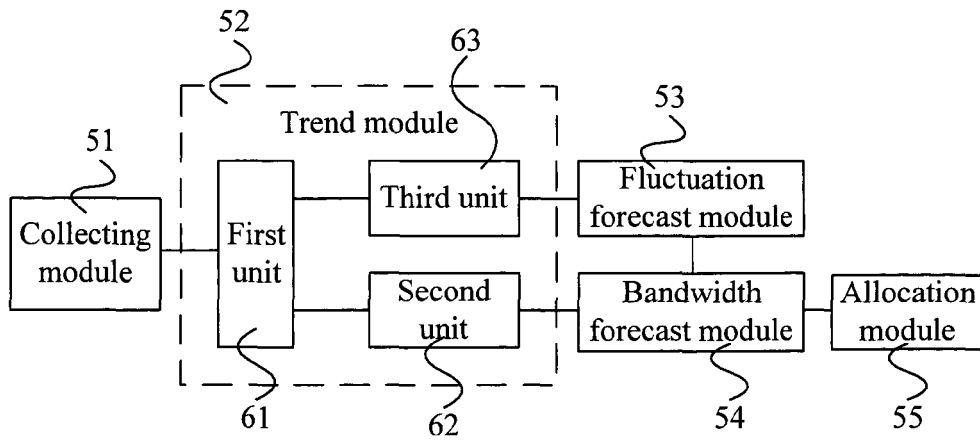 52
63
53
51
Trend module
Collecting
module
First
unit
Third unit
Fluctuation
forecast module
Second
unit
Bandwidth
forecast module
Allocation
module
61
62
54
55